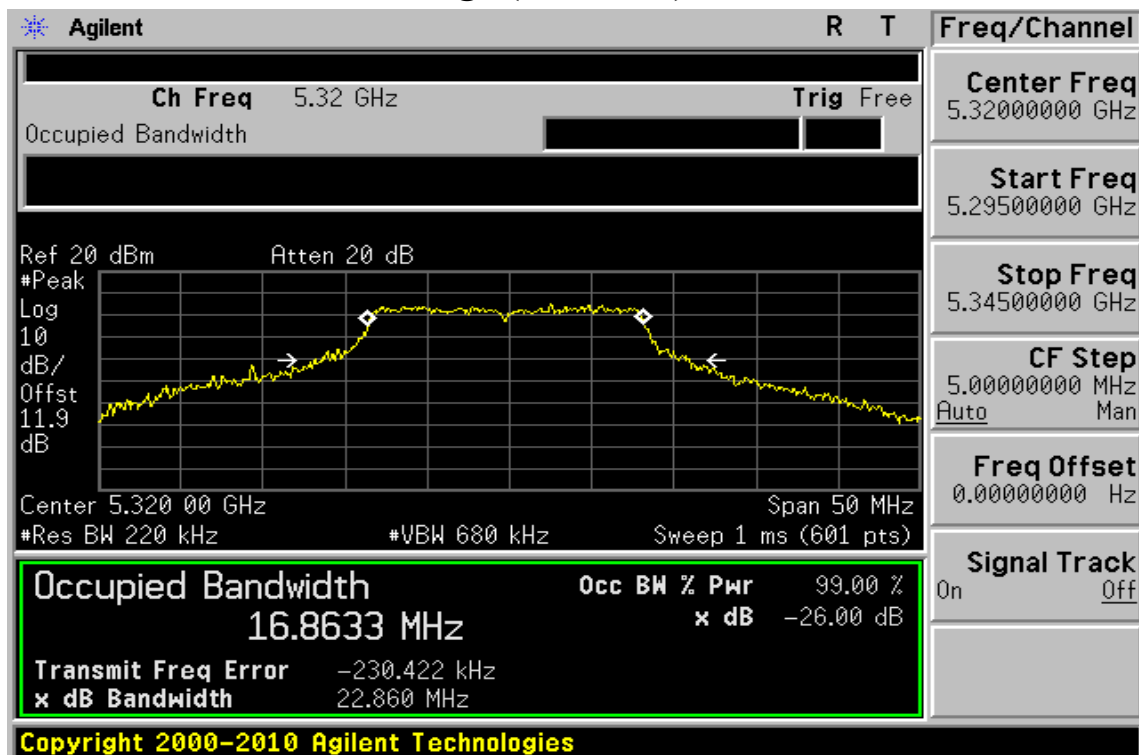 Agilent R T
Ch Freq 5.32 GHz Trig Free
Occupied Bandwidth
Ref 20 dBm Atten 20 dB
#Peak
Log
10
dB/
Offst
11.9
dB
Center 5.320 00 GHz Span 50 MHz
#Res BW 220 kHz #VBW 680 kHz Sweep 1 ms (601 pts)
Occupied Bandwidth Occ BW % Pwr 99.00 %
16.8633 MHz x dB -26.00 dB
Transmit Freq Error -230.422 kHz
x dB Bandwidth 22.860 MHz
Copyright 2000-2010 Agilent Technologies
Freq/Channel
Center Freq
5.32000000 GHz
Start Freq
5.29500000 GHz
Stop Freq
5.34500000 GHz
CF Step
5.00000000 MHz
Auto Man
Freq Offset
0.00000000 Hz
Signal Track
On Off